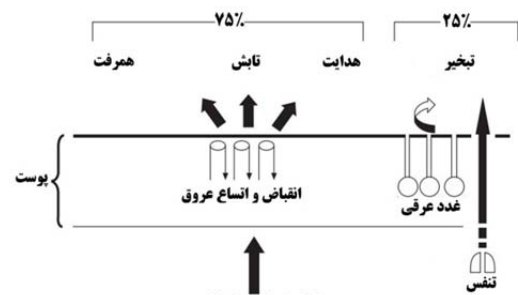 ۷۵% ۲۵%
همرفت تابش هدایت تبخیر
پوست
انقباض و اتساع عروق غدد عرقی
تنفس